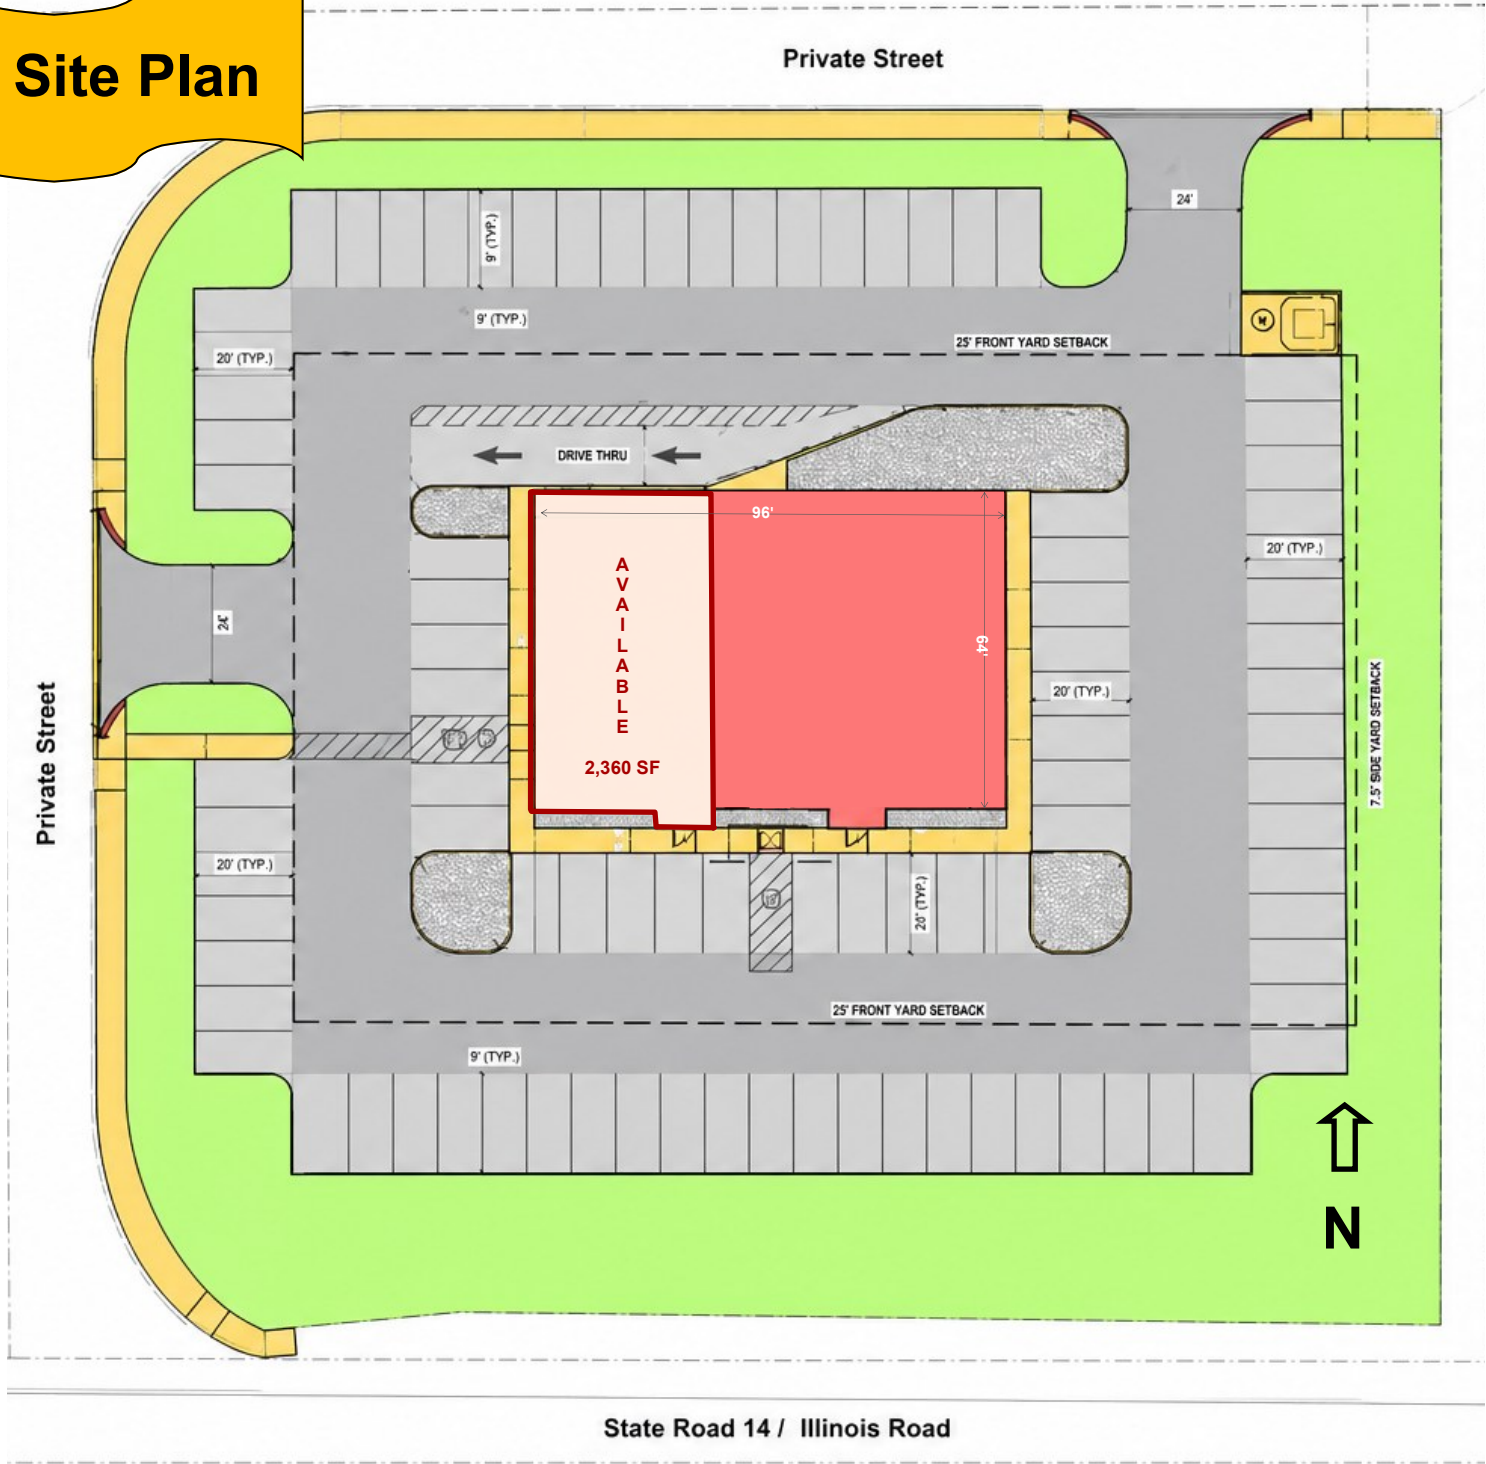 Site Plan
Private Street
24'
9' (TYP.)
9' (TYP.)
25' FRONT YARD SETBACK
20' (TYP.)
DRIVE THRU
96'
AVAILABLE
2,360 SF
64'
20' (TYP.)
24'
20' (TYP.)
7.5' SIDE YARD SETBACK
Private Street
20' (TYP.)
20' (TYP.)
25' FRONT YARD SETBACK
9' (TYP.)
N
State Road 14 / Illinois Road